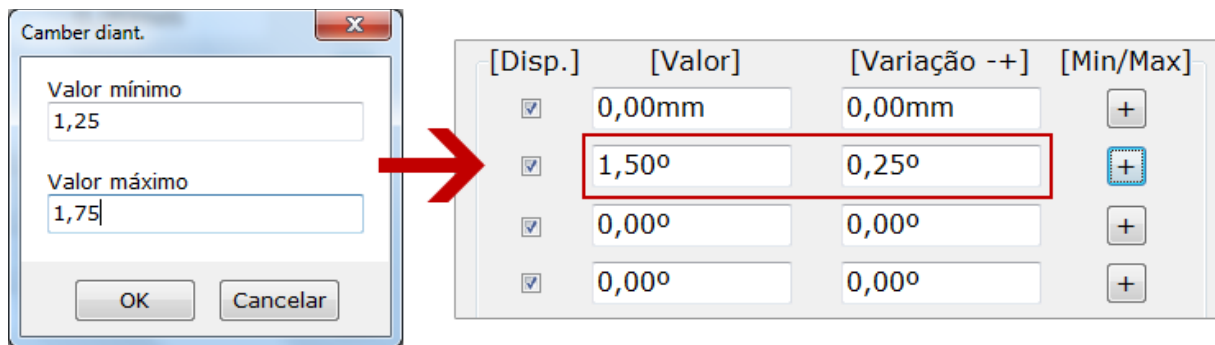 Camber diant.
Valor mínimo
1,25
Valor máximo
1,75
OK Cancelar
[Disp.] [Valor] [Variação -+] [Min/Max]
0,00mm 0,00mm +
1,50º 0,25º +
0,00º 0,00º +
0,00º 0,00º +